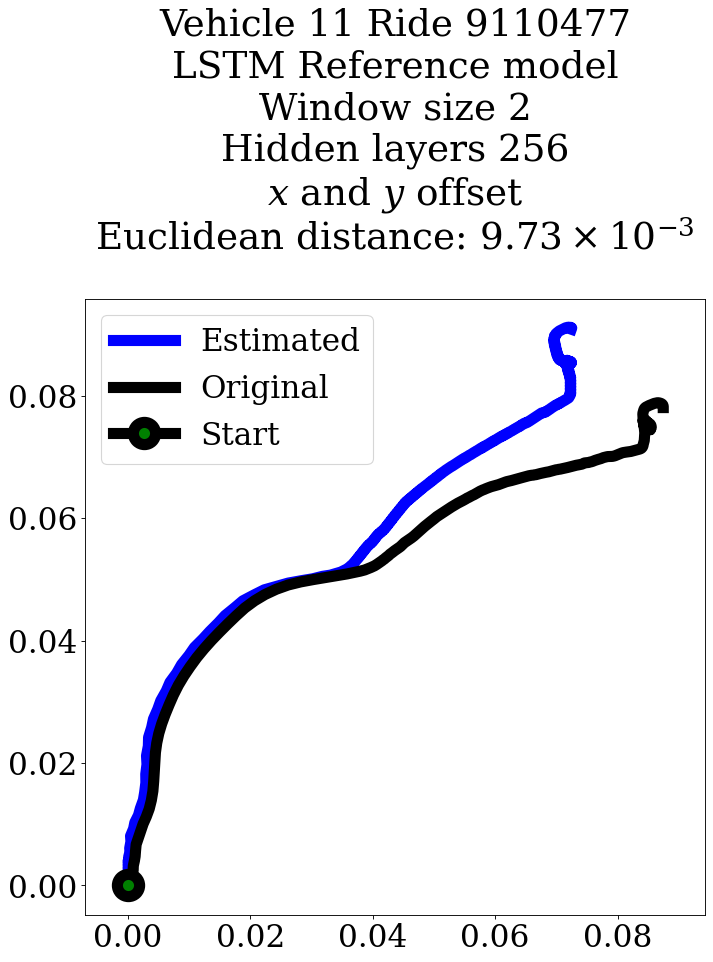 Vehicle 11 Ride 9110477
LSTM Reference model
Window size 2
Hidden layers 256
x and y offset
Euclidean distance: 9.73 × 10⁻³
Estimated
Original
Start
0.08
0.06
0.04
0.02
0.00
0.00 0.02 0.04 0.06 0.08